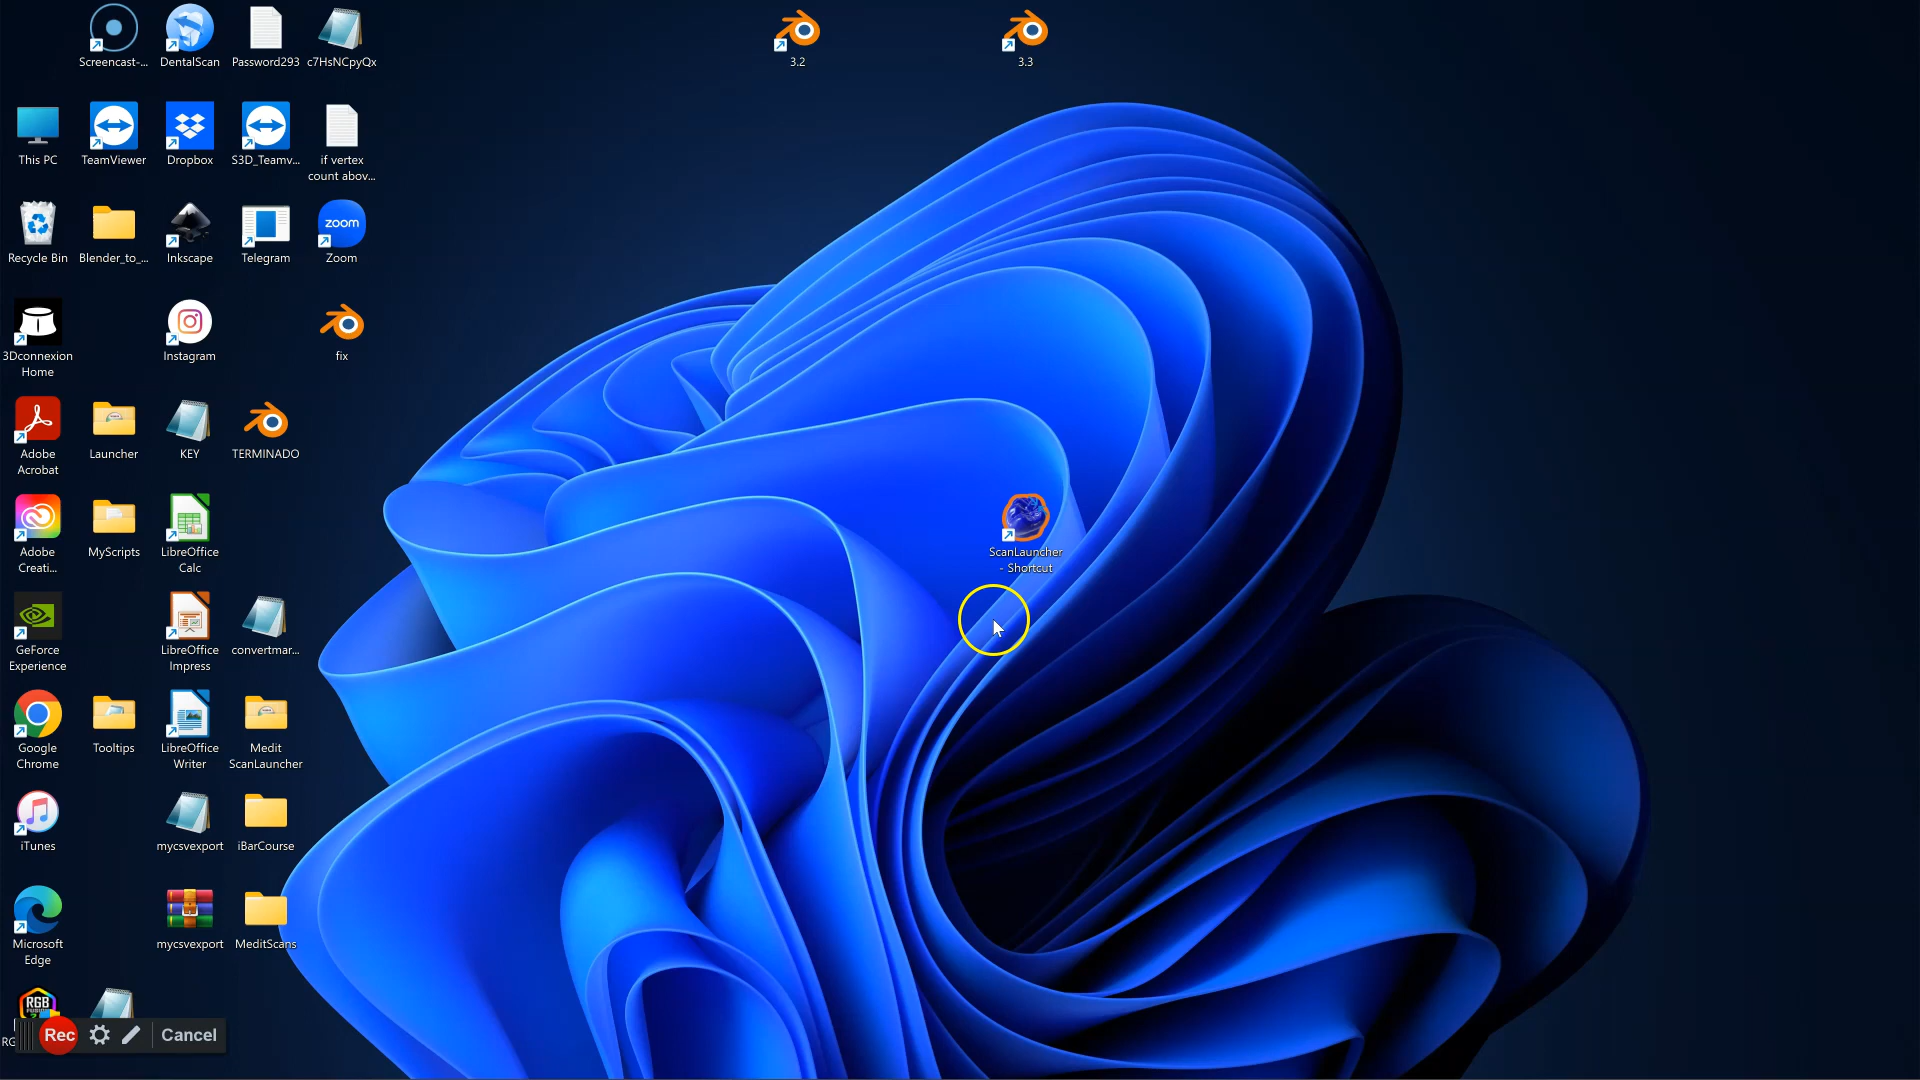 Screencast-...
DentalScan
Password293
c7HsNCpyQx
3.2
3.3
This PC
TeamViewer
Dropbox
S3D_Teamv...
if vertex
count abov...
Recycle Bin
Blender_to_...
Inkscape
Telegram
zoom
Zoom
3Dconnexion
Home
Instagram
fix
Adobe
Acrobat
Launcher
KEY
TERMINADO
Adobe
Creati...
MyScripts
LibreOffice
Calc
ScanLauncher
- Shortcut
GeForce
Experience
LibreOffice
Impress
convertmar...
Google
Chrome
Tooltips
LibreOffice
Writer
Medit
ScanLauncher
iTunes
mycsvexport
iBarCourse
Microsoft
Edge
mycsvexport
MeditScans
RGB
Rec
Cancel